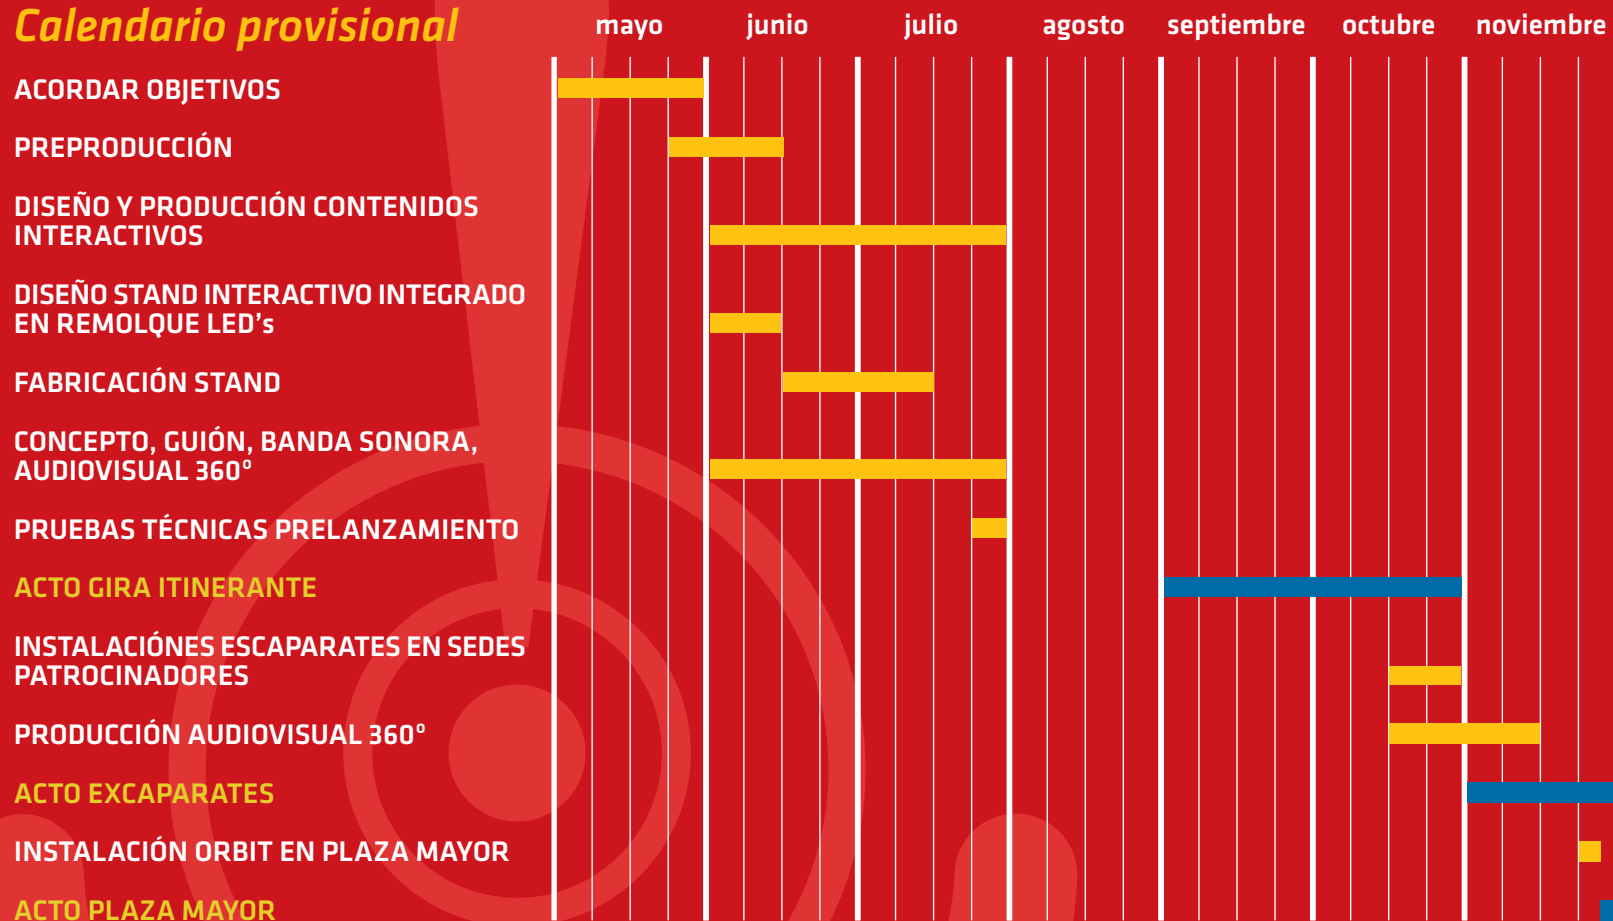 Calendario provisional
mayo junio julio agosto septiembre octubre noviembre
ACORDAR OBJETIVOS
PREPRODUCCIÓN
DISEÑO Y PRODUCCIÓN CONTENIDOS
INTERACTIVOS
DISEÑO STAND INTERACTIVO INTEGRADO
EN REMOLQUE LED's
FABRICACIÓN STAND
CONCEPTO, GUIÓN, BANDA SONORA,
AUDIOVISUAL 360º
PRUEBAS TÉCNICAS PRELANZAMIENTO
ACTO GIRA ITINERANTE
INSTALACIÓNES ESCAPARATES EN SEDES
PATROCINADORES
PRODUCCIÓN AUDIOVISUAL 360º
ACTO EXCAPARATES
INSTALACIÓN ORBIT EN PLAZA MAYOR
ACTO PLAZA MAYOR